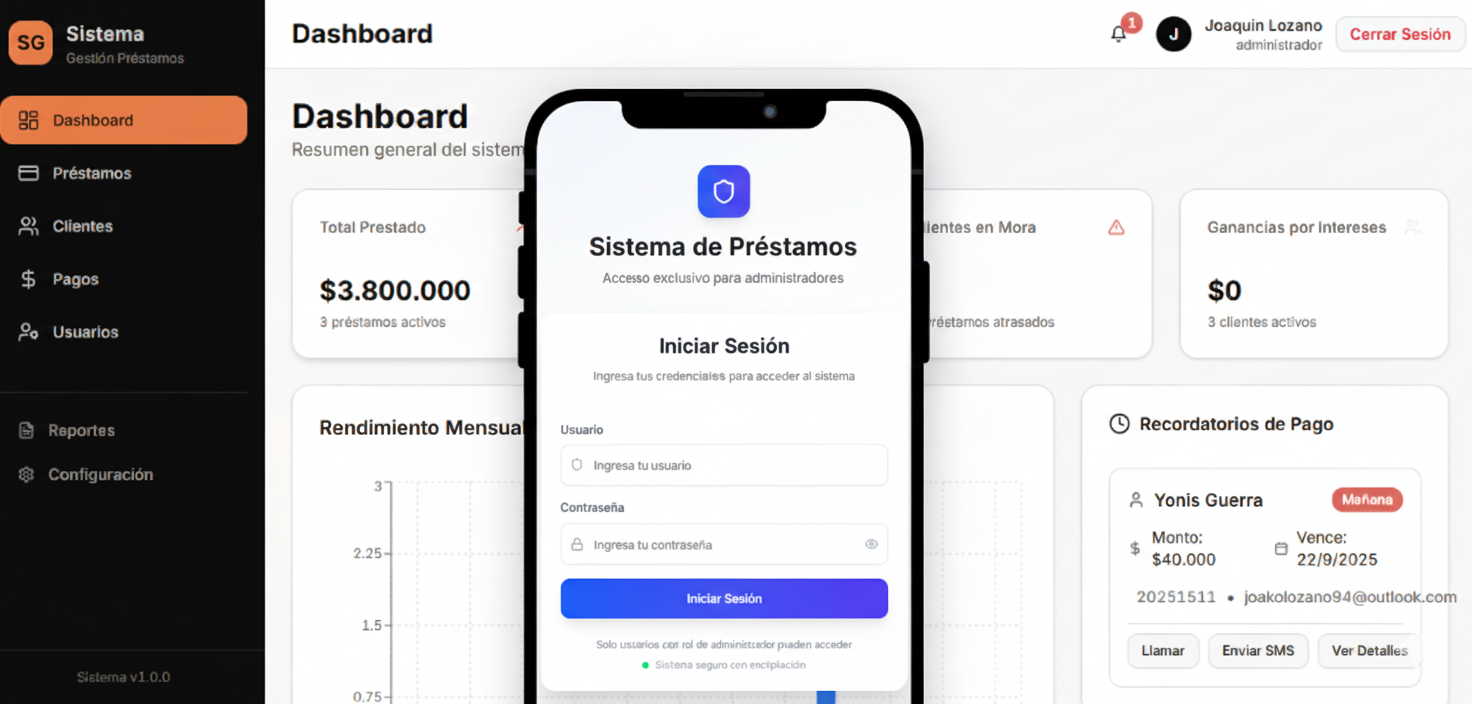 SG
Sistema
Gestión Préstamos
Dashboard
Préstamos
Clientes
Pagos
Usuarios
Reportes
Configuración
Sistema v1.0.0
Dashboard
1
J
Joaquin Lozano
administrador
Cerrar Sesión
Dashboard
Resumen general del sistem
Total Prestado
$3.800.000
3 préstamos activos
lientes en Mora
réstamos atrasados
Ganancias por Intereses
$0
3 clientes activos
Rendimiento Mensual
3
2.25
1.5
0.75
Sistema de Préstamos
Accesso exclusivo para administradores
Iniciar Sesión
Ingresa tus credenciales para acceder al sistema
Usuario
Ingresa tu usuario
Contraseña
Ingresa tu contraseña
Iniciar Sesión
Solo usuarios con rol de administrador pueden acceder
Sistena seguro con
Recordatorios de Pago
Yonis Guerra
Mañona
Monto:
$40.000
Vence:
22/9/2025
20251511 • joakolozano94@outlook.com
Llamar
Enviar SMS
Ver Detalles